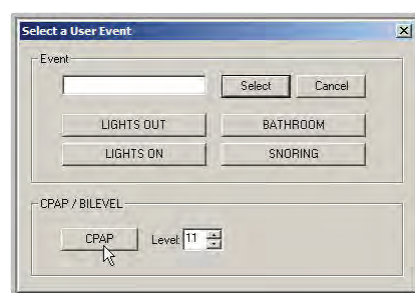 Select a User Event
Event
Select Cancel
LIGHTS OUT BATHROOM
LIGHTS ON SNORING
CPAP / BILEVEL
CPAP Level 11